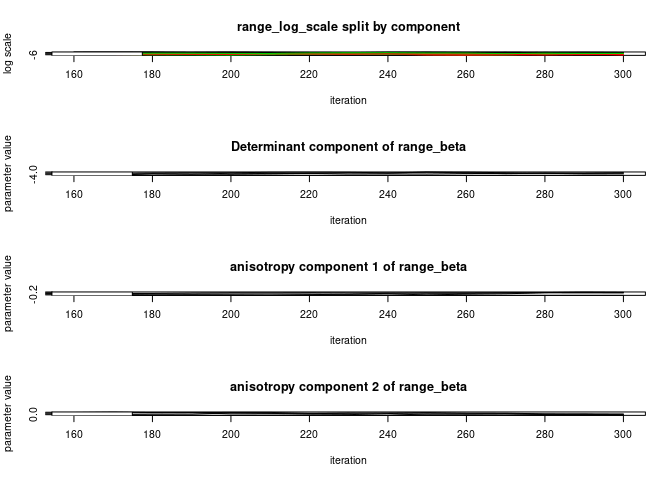 range_log_scale split by component
log scale
-6
160 180 200 220 240 260 280 300
iteration
Determinant component of range_beta
parameter value
-4.0
160 180 200 220 240 260 280 300
iteration
anisotropy component 1 of range_beta
parameter value
-0.2
160 180 200 220 240 260 280 300
iteration
anisotropy component 2 of range_beta
parameter value
0.0
160 180 200 220 240 260 280 300
iteration